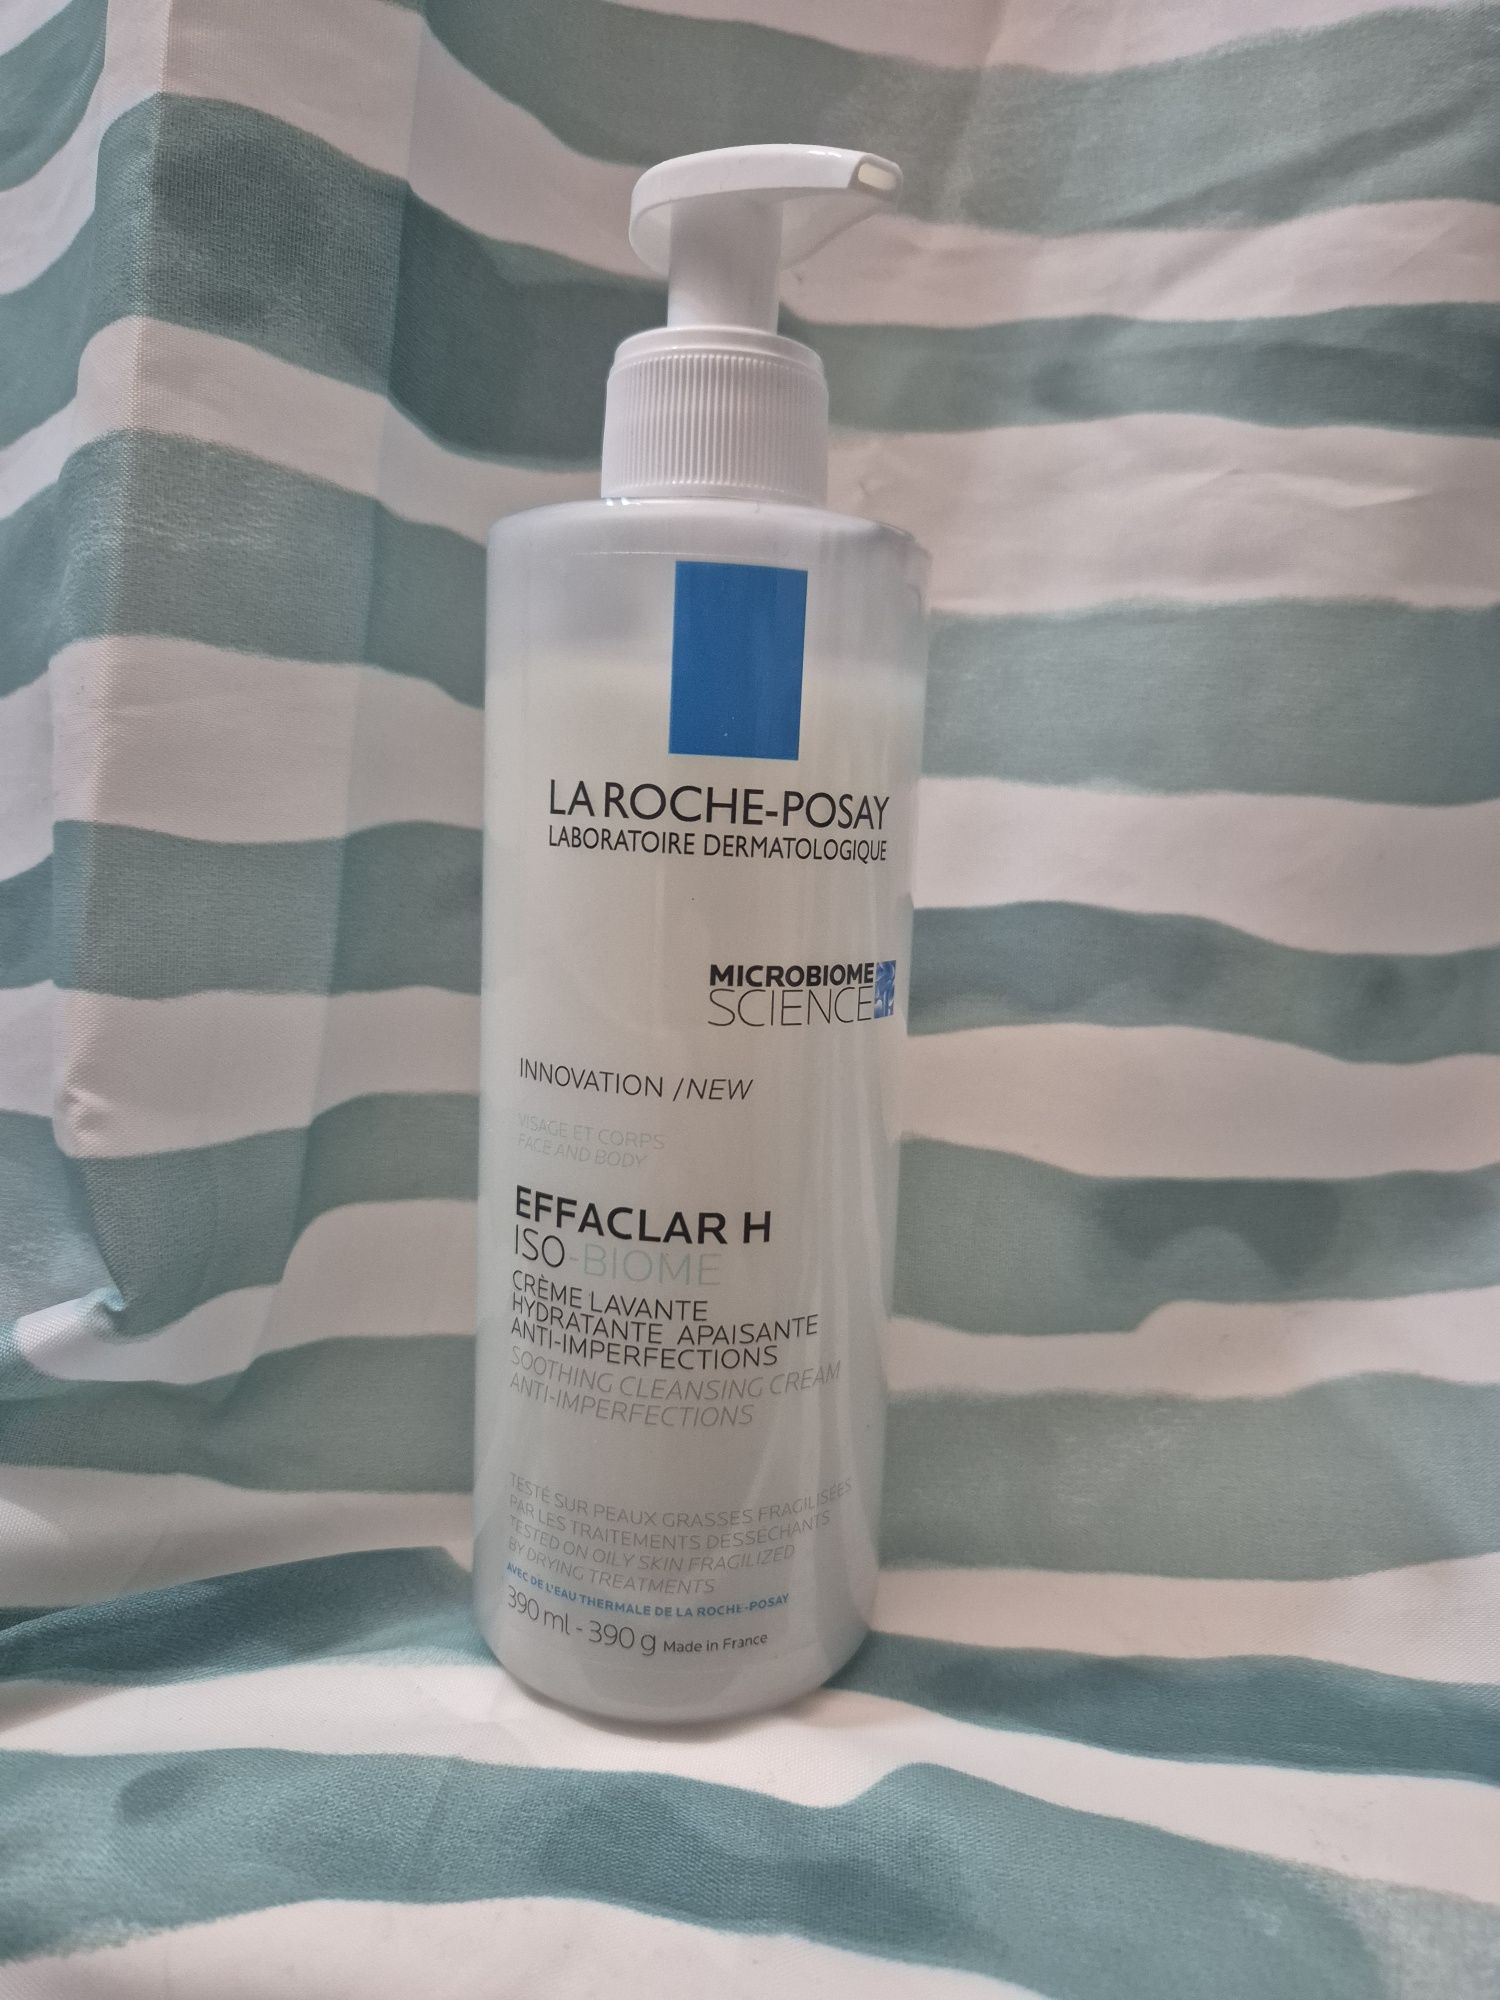 LA ROCHE-POSAY
LABORATOIRE DERMATOLOGIQUE
MICROBIOME
SCIENCE
INNOVATION /NEW
VISAGE ET CORPS
FACE AND BODY
EFFACLAR H
ISO-BIOME
CRÈME LAVANTE
HYDRATANTE APAISANTE
ANTI-IMPERFECTIONS
SOOTHING CLEANSING CREAM
ANTI-IMPERFECTIONS
TESTÉ SUR PEAUX GRASSES FRAGILISÉES
PAR LES TRAITEMENTS DESSÉCHANTS
TESTED ON OILY SKIN FRAGILIZED
BY DRYING TREATMENTS
AVEC DE L'EAU THERMALE DE LA ROCHE-POSAY
390 ml - 390 g Made in France